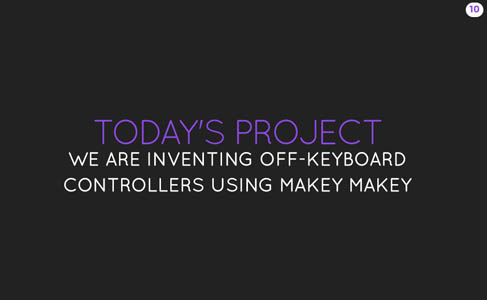 10
TODAY'S PROJECT
WE ARE INVENTING OFF-KEYBOARD
CONTROLLERS USING MAKEY MAKEY